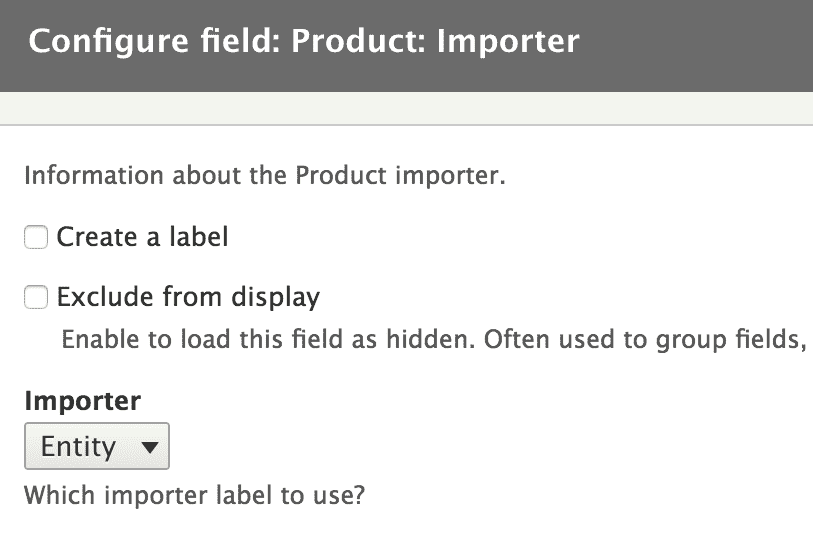 Configure field: Product: Importer
Information about the Product importer.
Create a label
Exclude from display
Enable to load this field as hidden. Often used to group fields,
Importer
Entity
Which importer label to use?